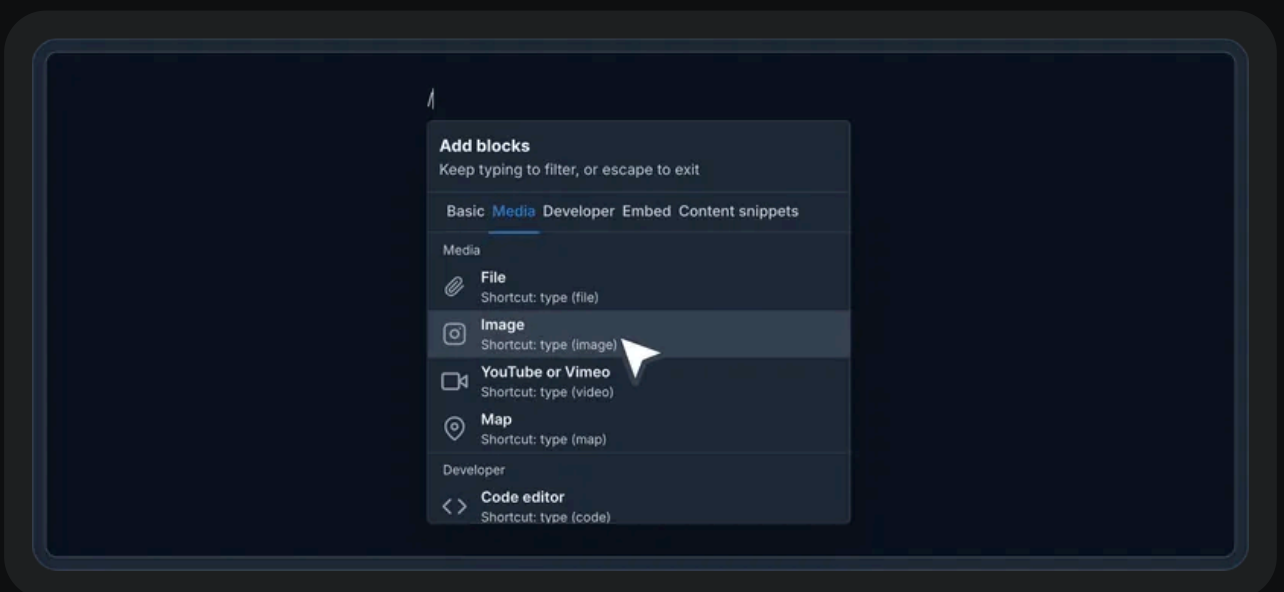 /
Add blocks
Keep typing to filter, or escape to exit
Basic Media Developer Embed Content snippets
Media
File
Shortcut: type (file)
Image
Shortcut: type (image)
YouTube or Vimeo
Shortcut: type (video)
Map
Shortcut: type (map)
Developer
Code editor
Shortcut: type (code)